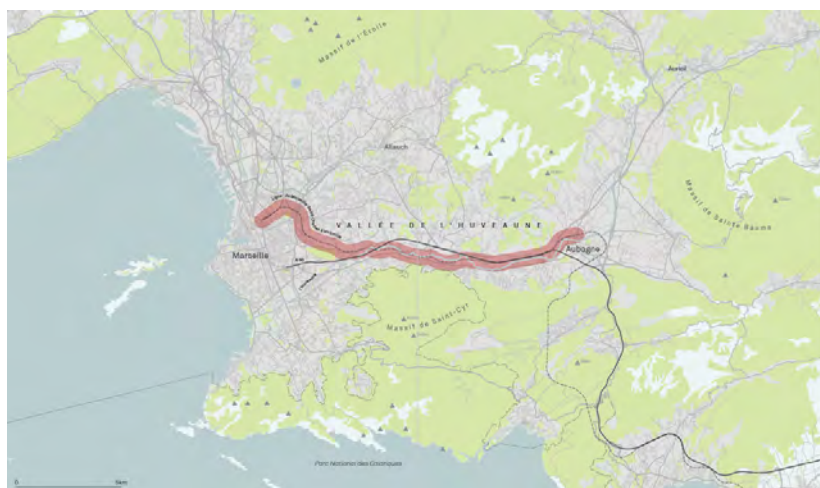 Massif de l'Étoile
Auriol
Allauch
Massif de Sainte Baume
VALLÉE DE L'HUVEAUNE
Marseille
Aubagne
Massif de Saint-Cyr
Parc National des Calanques
0
5km